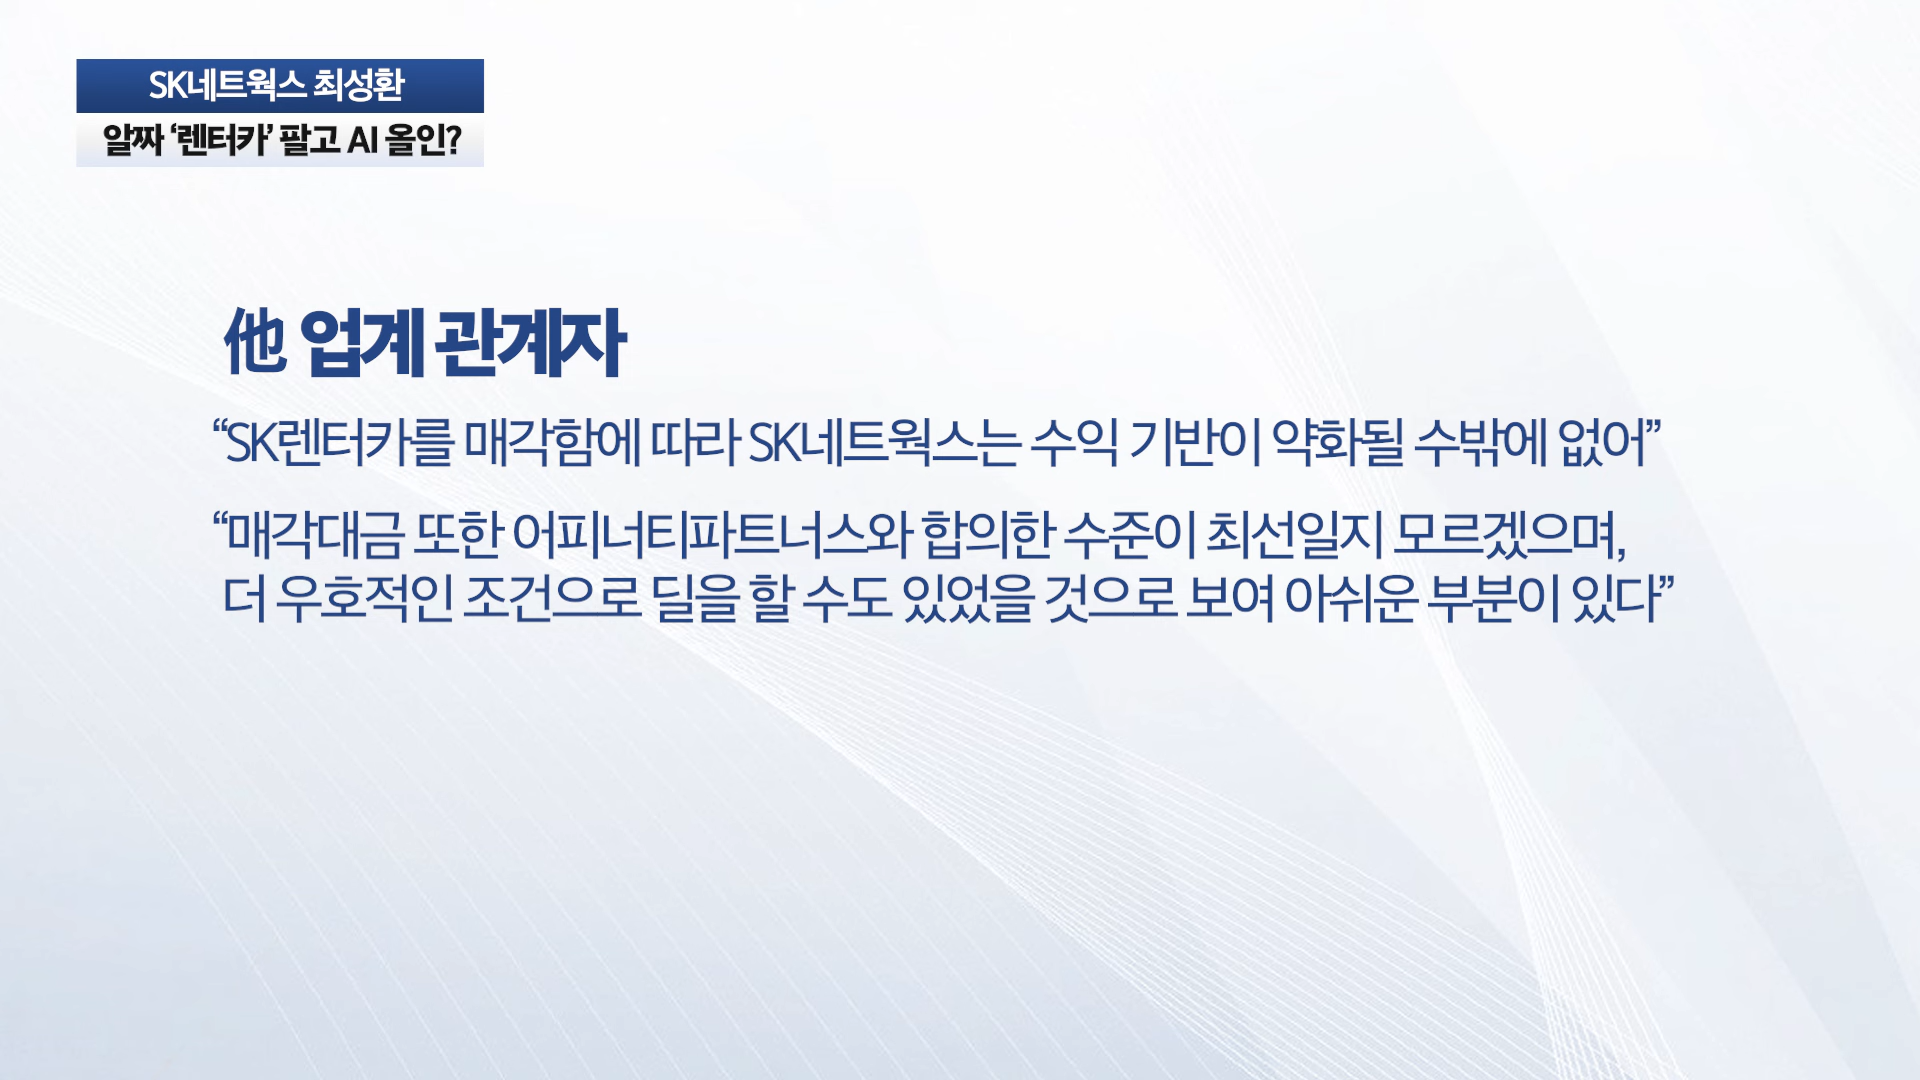 SK네트웍스 최성환
알짜 ‘렌터카’ 팔고 AI 올인?
他 업계 관계자
“SK렌터카를 매각함에 따라 SK네트웍스는 수익 기반이 약화될 수밖에 없어”
“매각대금 또한 어피너티파트너스와 합의한 수준이 최선일지 모르겠으며,
더 우호적인 조건으로 딜을 할 수도 있었을 것으로 보여 아쉬운 부분이 있다”